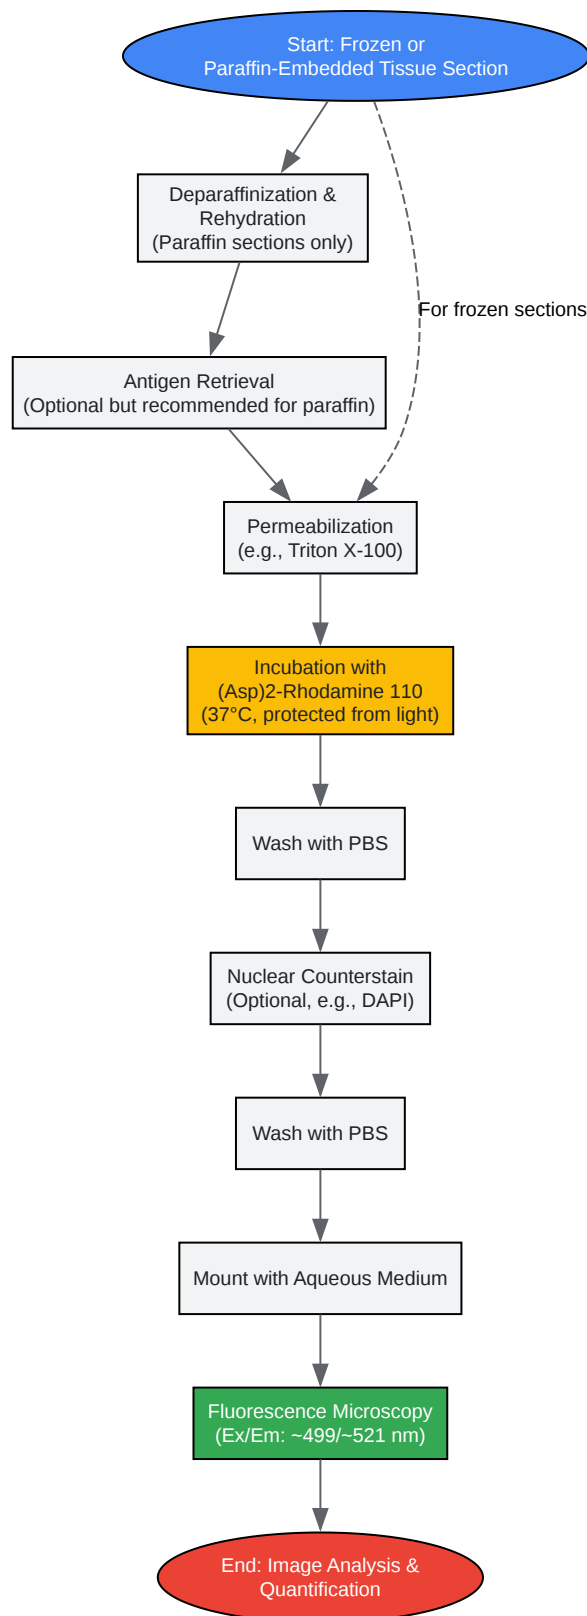 Start: Frozen or
Paraffin-Embedded Tissue Section
Deparaffinization &
Rehydration
(Paraffin sections only)
For frozen sections
Antigen Retrieval
(Optional but recommended for paraffin)
Permeabilization
(e.g., Triton X-100)
Incubation with
(Asp)2-Rhodamine 110
(37°C, protected from light)
Wash with PBS
Nuclear Counterstain
(Optional, e.g., DAPI)
Wash with PBS
Mount with Aqueous Medium
Fluorescence Microscopy
(Ex/Em: ~499/~521 nm)
End: Image Analysis &
Quantification